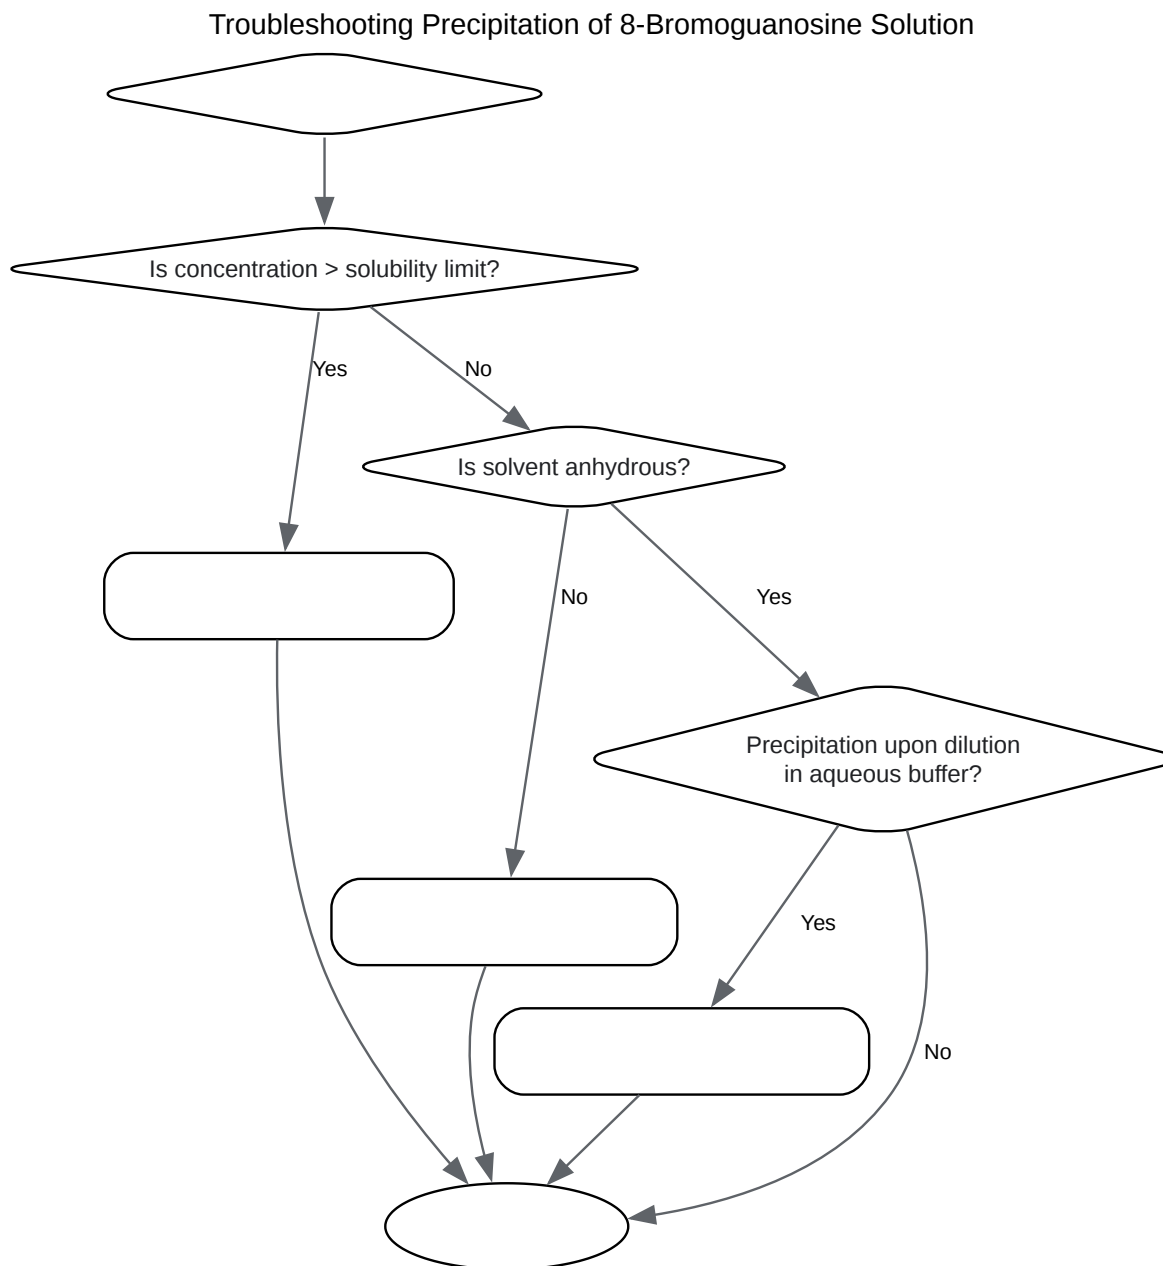 Troubleshooting Precipitation of 8-Bromoguanosine Solution
Is concentration > solubility limit?
Yes
No
Is solvent anhydrous?
No
Yes
Precipitation upon dilution
in aqueous buffer?
Yes
No